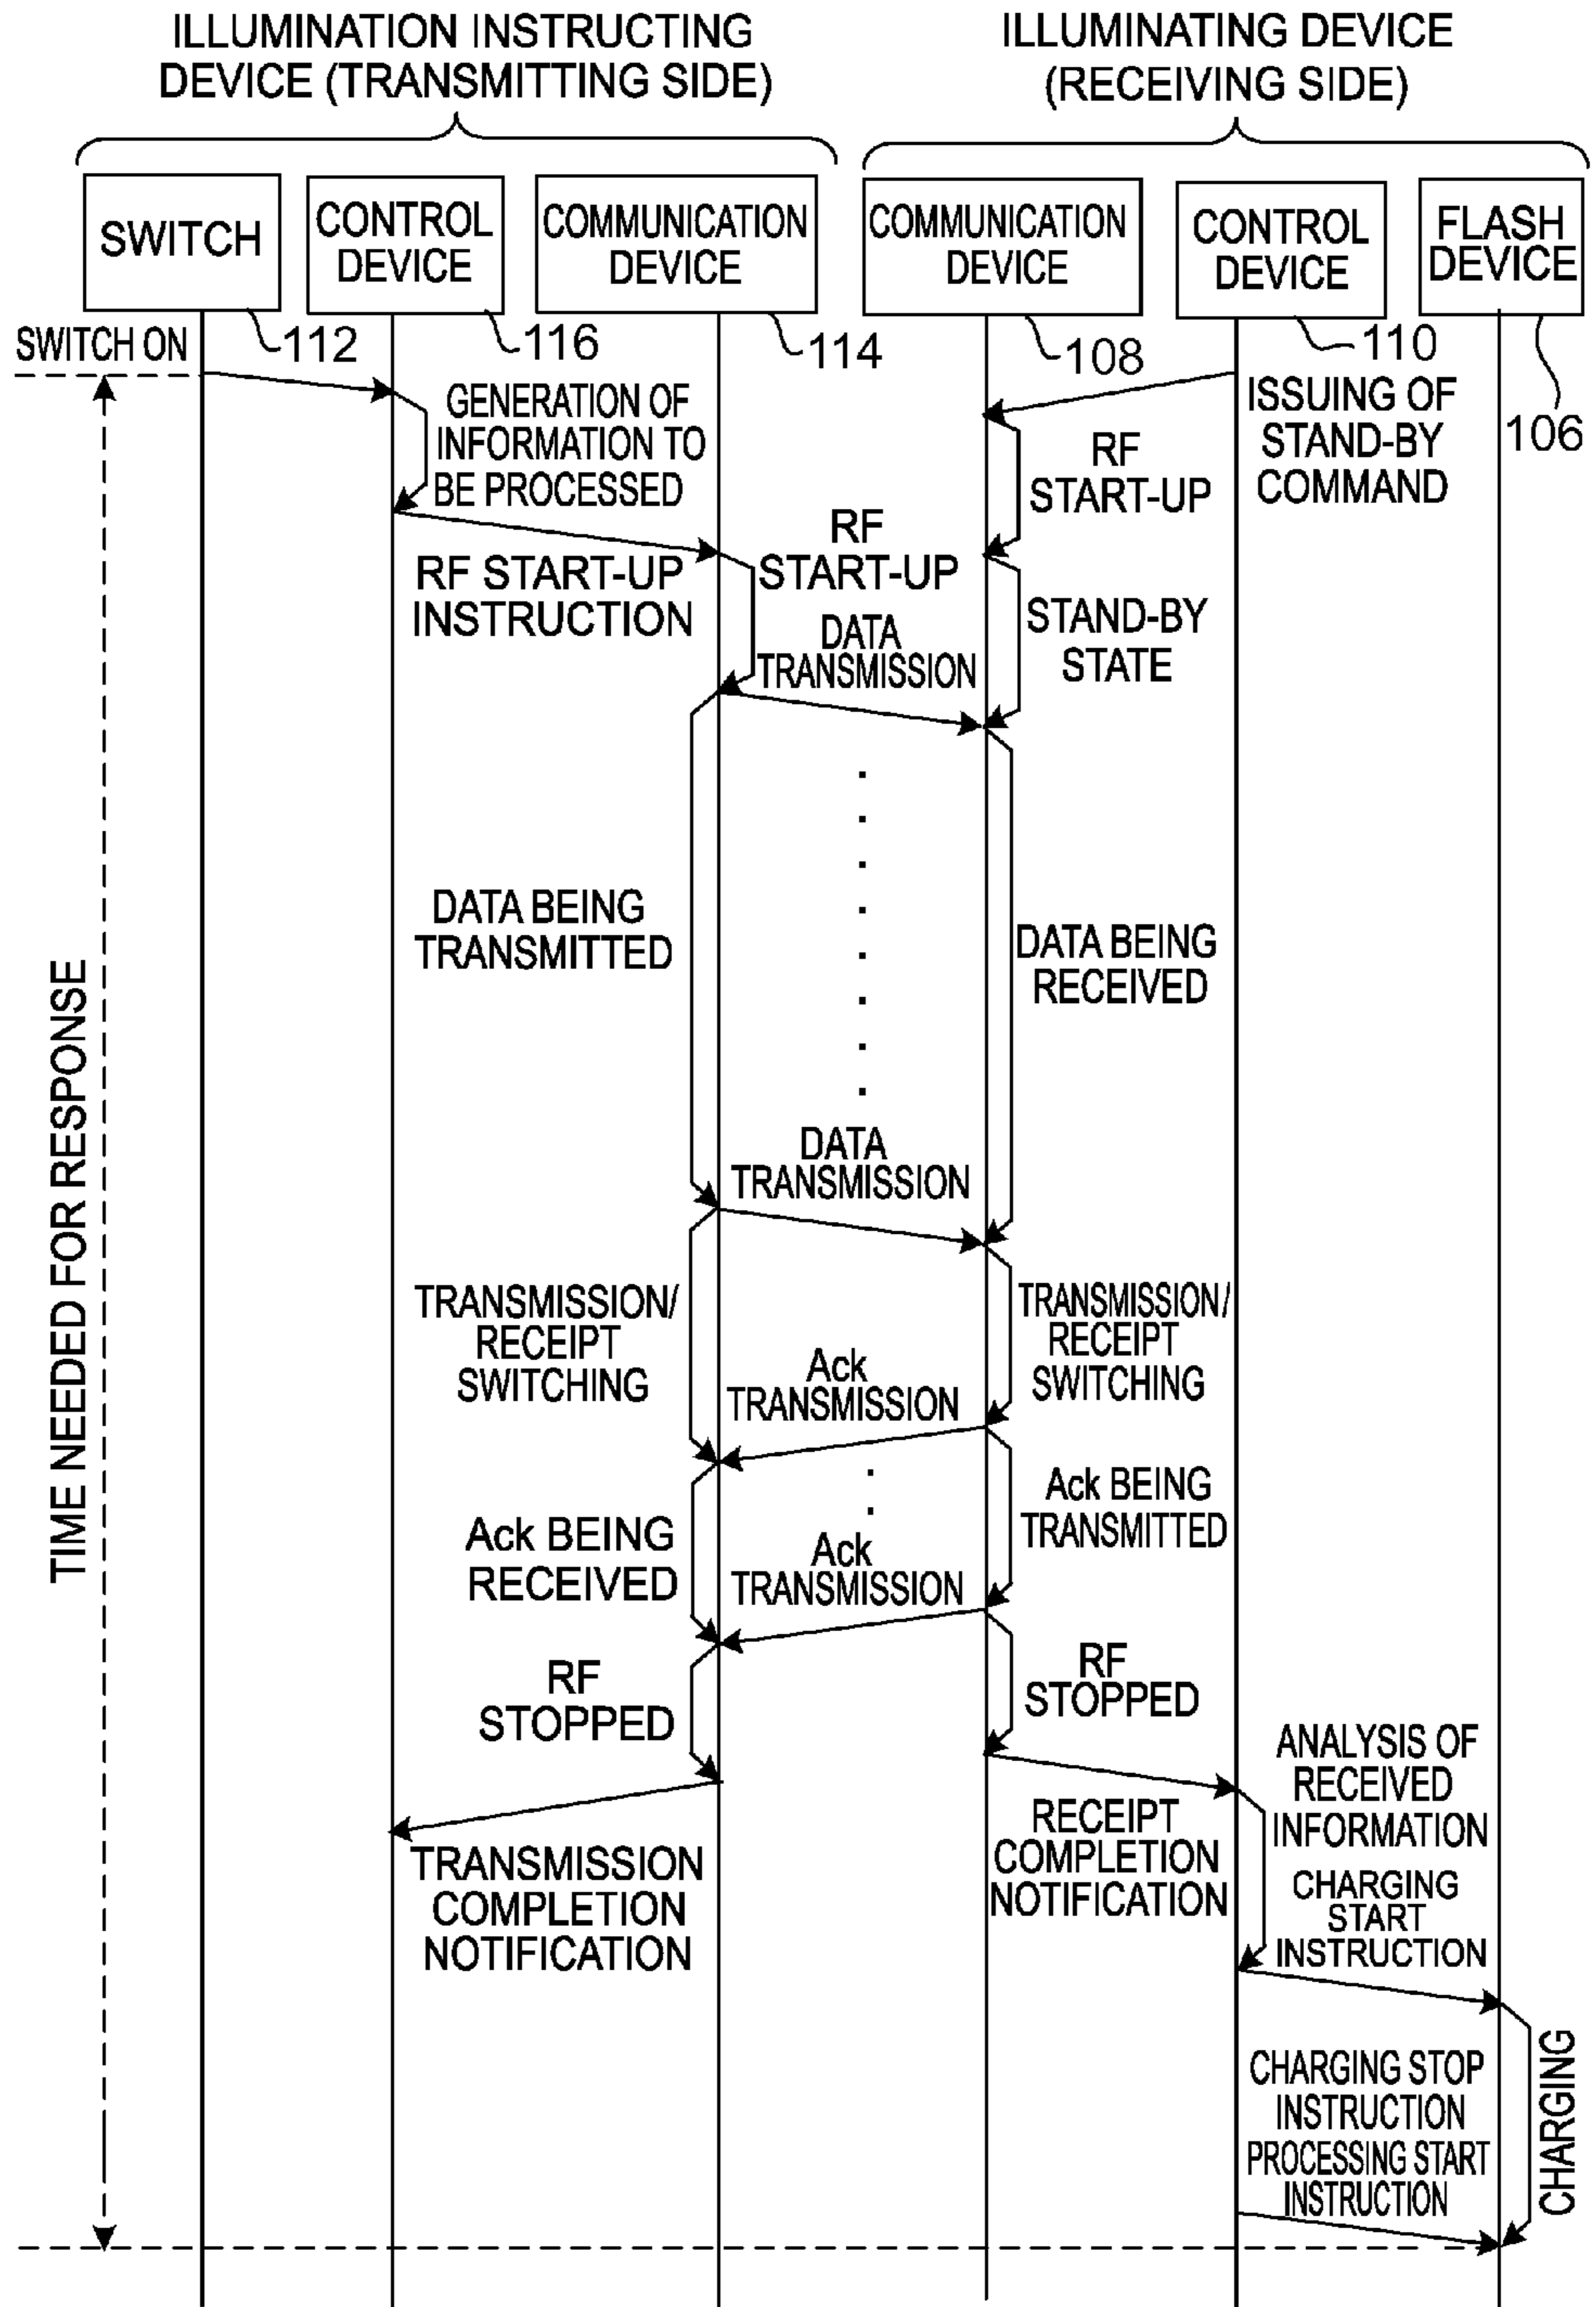 ILLUMINATION INSTRUCTING
DEVICE (TRANSMITTING SIDE)
ILLUMINATING DEVICE
(RECEIVING SIDE)
SWITCH
CONTROL
DEVICE
COMMUNICATION
DEVICE
COMMUNICATION
DEVICE
CONTROL
DEVICE
FLASH
DEVICE
112
116
114
108
110
106
SWITCH ON
GENERATION OF
INFORMATION TO
BE PROCESSED
RF
START-UP
ISSUING OF
STAND-BY
COMMAND
RF START-UP
INSTRUCTION
RF
START-UP
DATA
TRANSMISSION
STAND-BY
STATE
DATA BEING
TRANSMITTED
DATA BEING
RECEIVED
TIME NEEDED FOR RESPONSE
DATA
TRANSMISSION
TRANSMISSION/
RECEIPT
SWITCHING
TRANSMISSION/
RECEIPT
SWITCHING
Ack
TRANSMISSION
Ack BEING
RECEIVED
Ack BEING
TRANSMITTED
Ack
TRANSMISSION
RF
STOPPED
RF
STOPPED
TRANSMISSION
COMPLETION
NOTIFICATION
RECEIPT
COMPLETION
NOTIFICATION
ANALYSIS OF
RECEIVED
INFORMATION
CHARGING
START
INSTRUCTION
CHARGING STOP
INSTRUCTION
PROCESSING START
INSTRUCTION
CHARGING